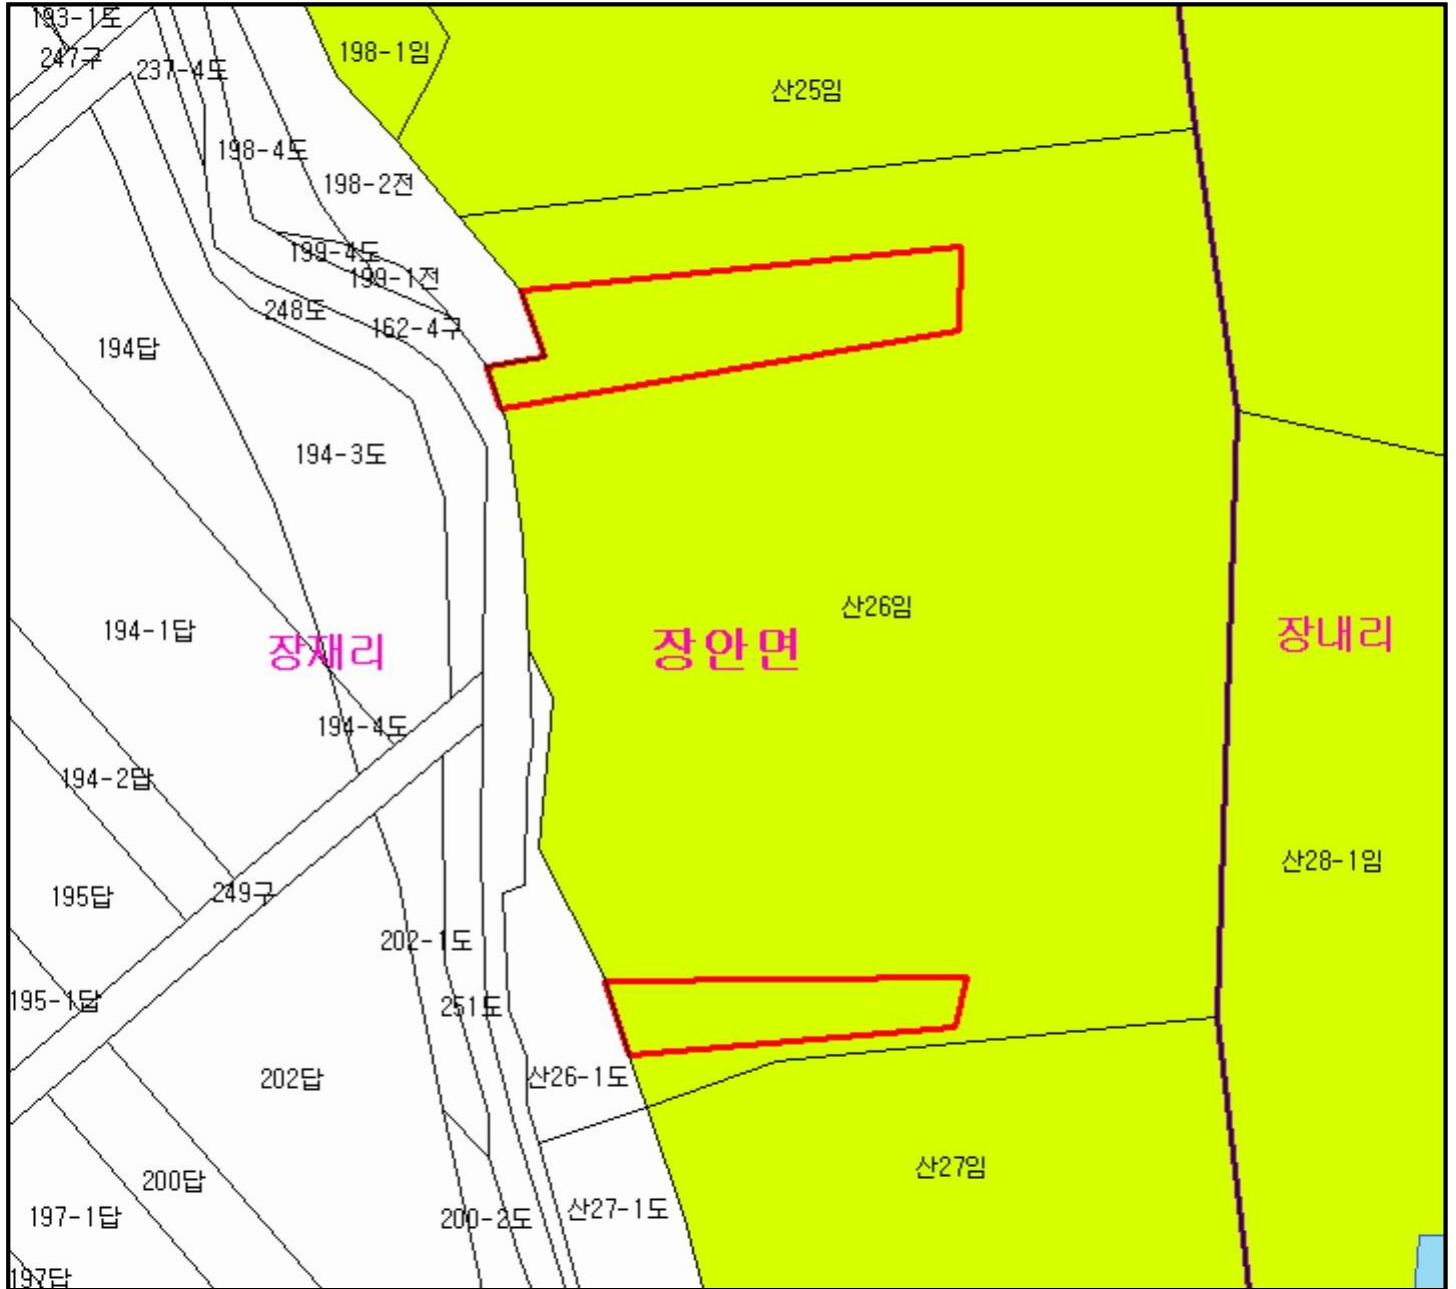 193-1도
247구
237-4도
198-1임
산25임
198-4도
198-2전
199-4도
199-1전
248도
162-4구
194답
194-3도
산26임
194-1답
장재리
장안면
장내리
194-4도
194-2답
산28-1임
195답
249구
202-1도
195-1답
251도
202답
산26-1도
산27임
200답
197-1답
200-2도
산27-1도
197답